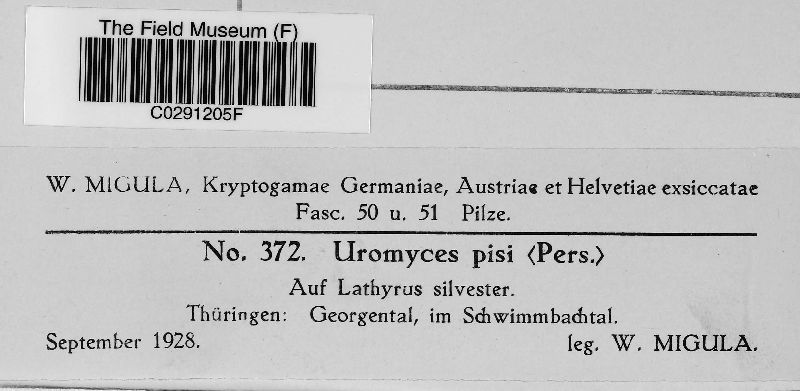 The Field Museum (F)
C0291205F
W. MIGULA, Kryptogamae Germaniae, Austriae et Helvetiae exsiccatae
Fasc. 50 u. 51 Pilze.
No. 372. Uromyces pisi (Pers.)
Auf Lathyrus silvester.
Thüringen: Georgental, im Schwimmbachtal.
September 1928. leg. W. MIGULA.